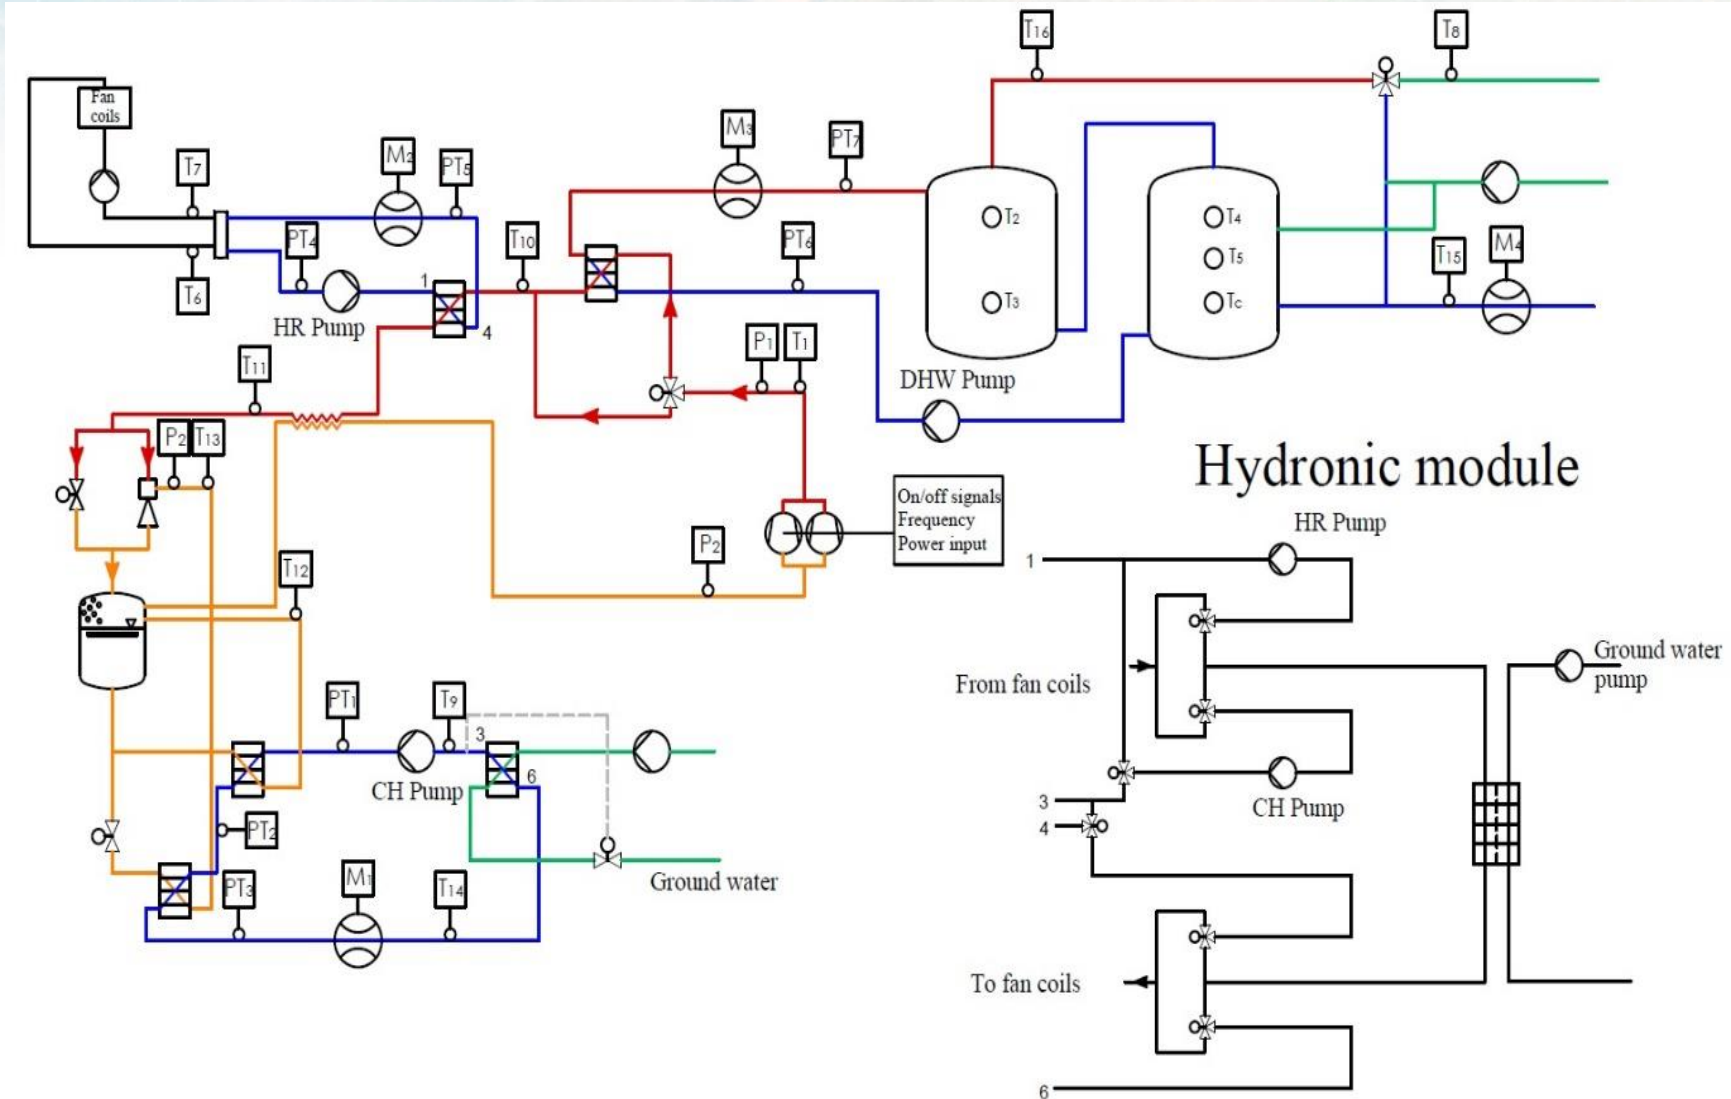 T16
T8
Fan
coils
M3
PT7
T7
M2
PT5
T2
T4
PT4
T10
PT6
T5
T15
M4
1
T6
T3
Tc
HR Pump
4
P1
T1
T11
DHW Pump
P2
T13
Hydronic module
On/off signals
Frequency
Power input
HR Pump
P2
T12
1
Ground water
pump
From fan coils
PT1
T9
3
6
CH Pump
CH Pump
3
4
PT2
Ground water
PT3
M1
T14
To fan coils
6